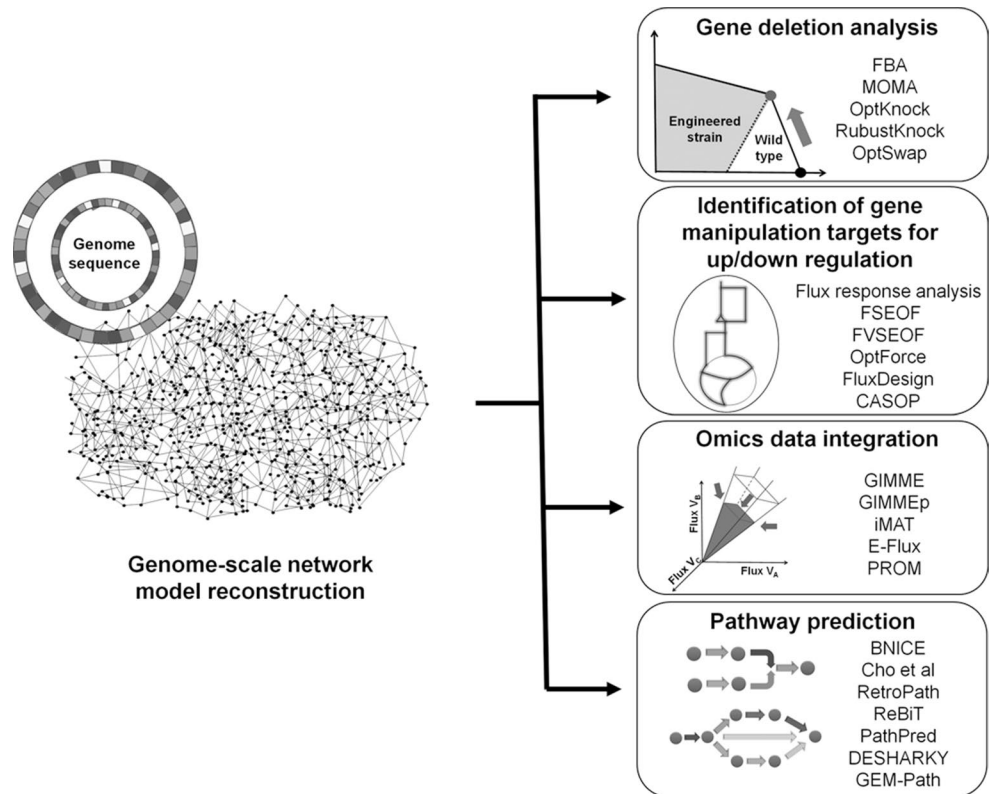 Genome
sequence
Genome-scale network
model reconstruction
Gene deletion analysis
Engineered
strain
Wild
type
FBA
MOMA
OptKnock
RubustKnock
OptSwap
Identification of gene
manipulation targets for
up/down regulation
Flux response analysis
FSEOF
FVSEOF
OptForce
FluxDesign
CASOP
Omics data integration
Flux VB
Flux VC
Flux VA
GIMME
GIMMEp
iMAT
E-Flux
PROM
Pathway prediction
BNICE
Cho et al
RetroPath
ReBiT
PathPred
DESHARKY
GEM-Path